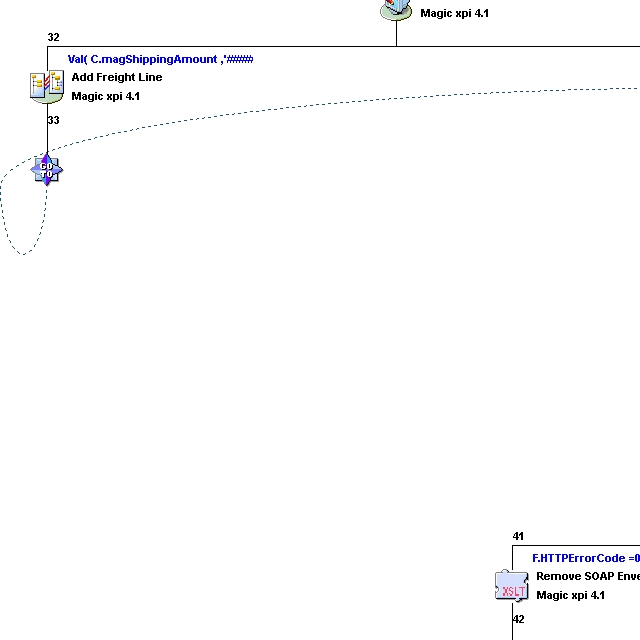 Magic xpi 4.1
32
Val( C.magShippingAmount ,'#####
Add Freight Line
Magic xpi 4.1
33
GO
TO
41
F.HTTPErrorCode =0
Remove SOAP Enve
XSLT
Magic xpi 4.1
42